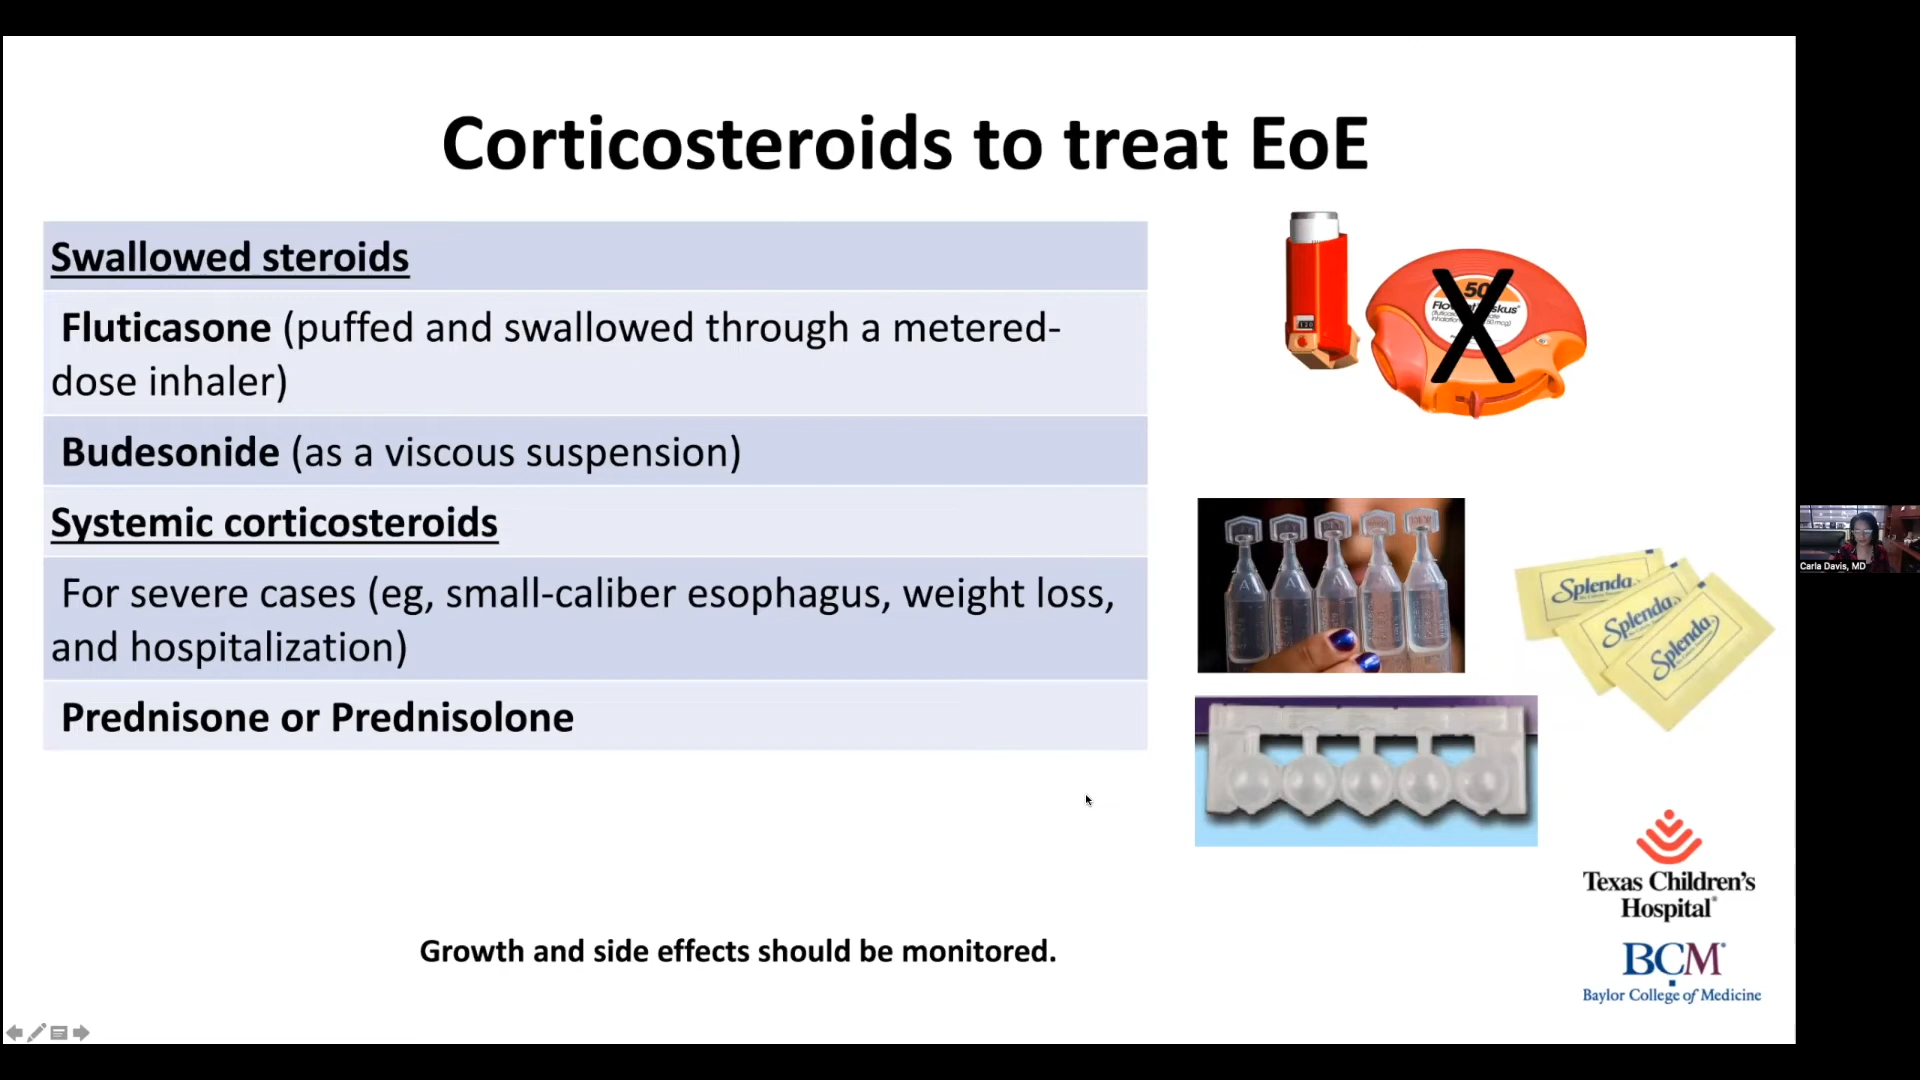 Corticosteroids to treat EoE
Swallowed steroids
Fluticasone (puffed and swallowed through a metered-
dose inhaler)
Budesonide (as a viscous suspension)
Systemic corticosteroids
For severe cases (eg, small-caliber esophagus, weight loss,
and hospitalization)
Prednisone or Prednisolone
Growth and side effects should be monitored.
50
X
Splenda
Splenda
Splenda
Texas Children's
Hospital®
BCM®
Baylor College of Medicine
Carla Davis, MD